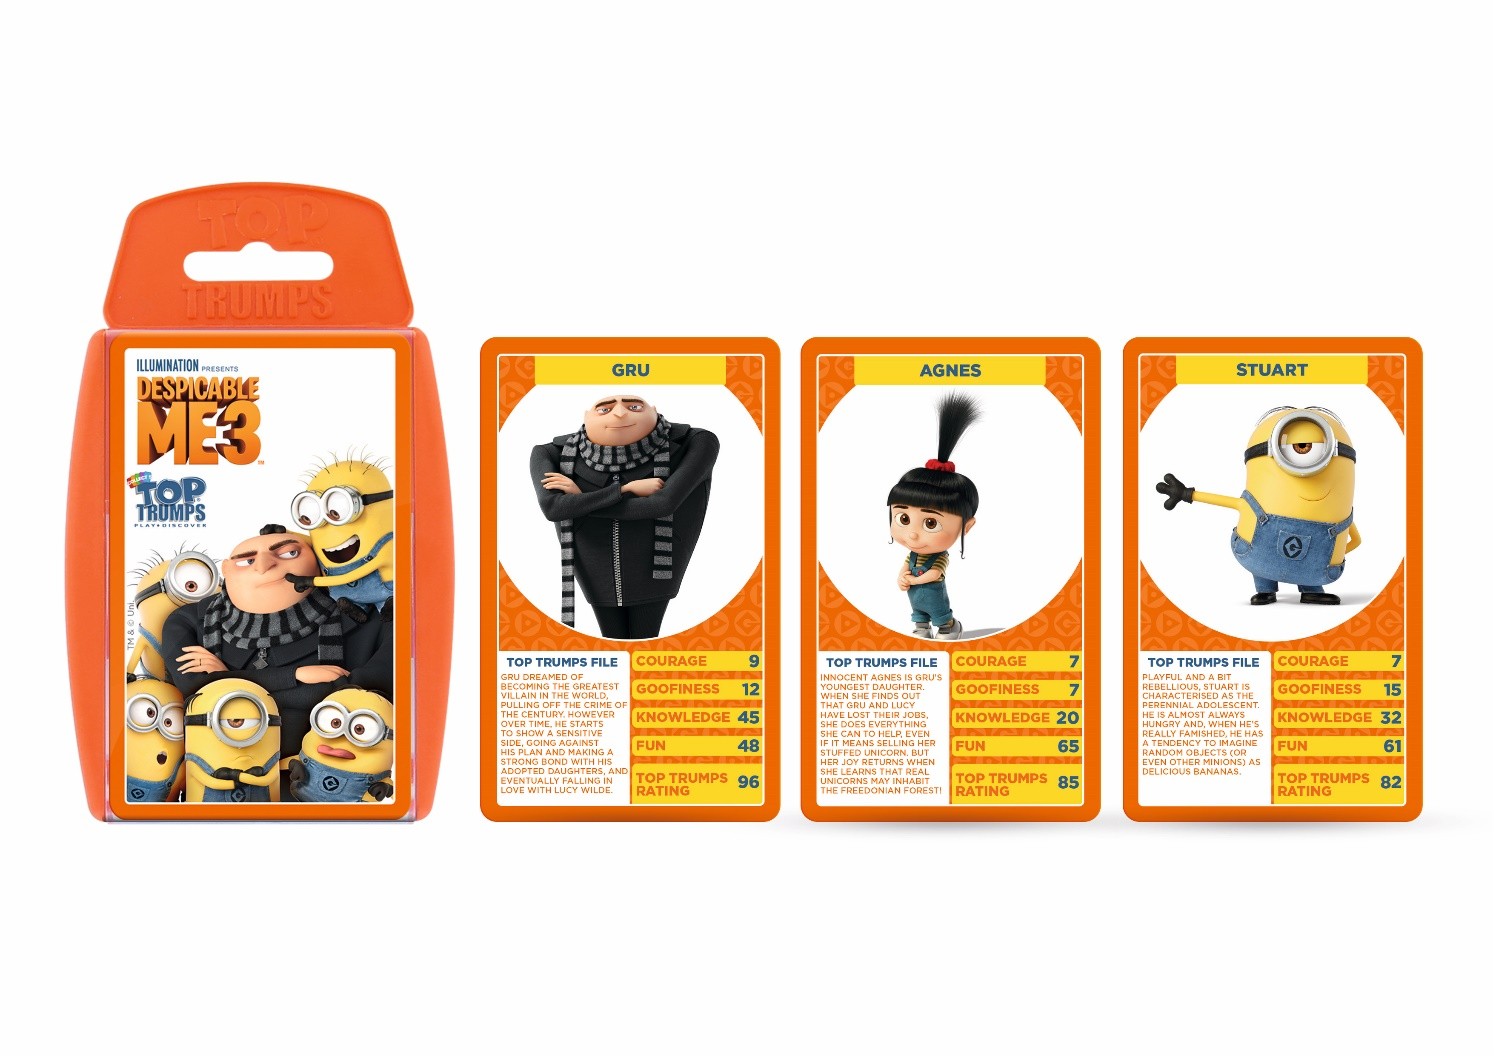 TOP
TRUMPS
ILLUMINATION PRESENTS
DESPICABLE
ME3
TM
TOP
TRUMPS
PLAY•DISCOVER
TM & © Uni
GRU
TOP TRUMPS FILE
GRU DREAMED OF
BECOMING THE GREATEST
VILLAIN IN THE WORLD,
PULLING OFF THE CRIME OF
THE CENTURY. HOWEVER
OVER TIME, HE STARTS
TO SHOW A SENSITIVE
SIDE, GOING AGAINST
HIS PLAN AND MAKING A
STRONG BOND WITH HIS
ADOPTED DAUGHTERS, AND
EVENTUALLY FALLING IN
LOVE WITH LUCY WILDE.
COURAGE 9
GOOFINESS 12
KNOWLEDGE 45
FUN 48
TOP TRUMPS
RATING 96
AGNES
TOP TRUMPS FILE
INNOCENT AGNES IS GRU'S
YOUNGEST DAUGHTER.
WHEN SHE FINDS OUT
THAT GRU AND LUCY
HAVE LOST THEIR JOBS,
SHE DOES EVERYTHING
SHE CAN TO HELP, EVEN
IF IT MEANS SELLING HER
STUFFED UNICORN. BUT
HER JOY RETURNS WHEN
SHE LEARNS THAT REAL
UNICORNS MAY INHABIT
THE FREEDONIAN FOREST!
COURAGE 7
GOOFINESS 7
KNOWLEDGE 20
FUN 65
TOP TRUMPS
RATING 85
STUART
TOP TRUMPS FILE
PLAYFUL AND A BIT
REBELLIOUS, STUART IS
CHARACTERISED AS THE
PERENNIAL ADOLESCENT.
HE IS ALMOST ALWAYS
HUNGRY AND, WHEN HE'S
REALLY FAMISHED, HE HAS
A TENDENCY TO IMAGINE
RANDOM OBJECTS (OR
EVEN OTHER MINIONS) AS
DELICIOUS BANANAS.
COURAGE 7
GOOFINESS 15
KNOWLEDGE 32
FUN 61
TOP TRUMPS
RATING 82